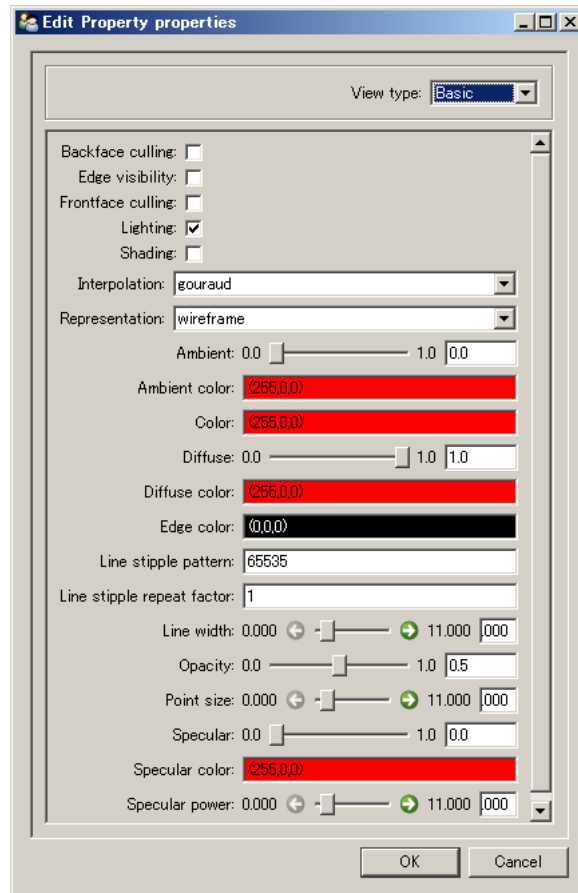 Edit Property properties
View type: Basic
Backface culling:
Edge visibility:
Frontface culling:
Lighting:
Shading:
Interpolation: gouraud
Representation: wireframe
Ambient: 0.0 1.0 0.0
Ambient color: (255,0,0)
Color: (255,0,0)
Diffuse: 0.0 1.0 1.0
Diffuse color: (255,0,0)
Edge color: (0,0,0)
Line stipple pattern: 65535
Line stipple repeat factor: 1
Line width: 0.000 11.000 .000
Opacity: 0.0 1.0 0.5
Point size: 0.000 11.000 .000
Specular: 0.0 1.0 0.0
Specular color: (255,0,0)
Specular power: 0.000 11.000 .000
OK Cancel